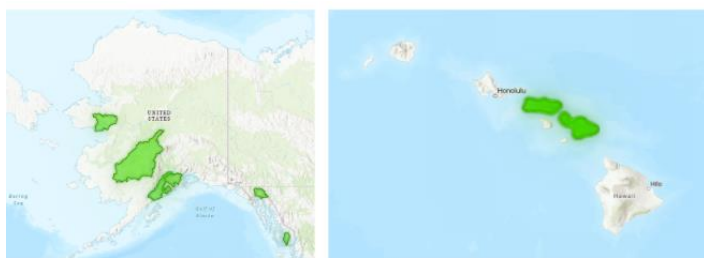 UNITED
STATES
Bering
Sea
Gulf of
Alaska
Honolulu
Hilo
Hawaii